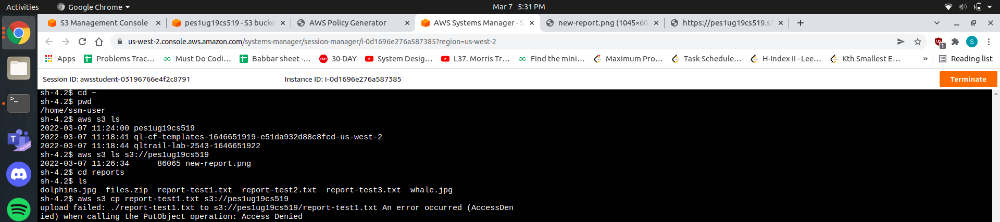 Activities Google Chrome Mar 7 5:31 PM
S3 Management Console pes1ug19cs519 - S3 bucke AWS Policy Generator AWS Systems Manager - S new-report.png (1045×60 https://pes1ug19cs519.s3
us-west-2.console.aws.amazon.com/systems-manager/session-manager/i-0d1696e276a587385?region=us-west-2 1 S
Apps Problems Trac… Must Do Codi… Babbar sheet -… 30-DAY System Desig… L37. Morris Tr… Find the mini… Maximum Pro… Task Schedule… H-Index II - Lee… Kth Smallest E… » Reading list
Session ID: awsstudent-03196766e4f2c8791 Instance ID: i-0d1696e276a587385 Terminate
sh-4.2$ cd ~
sh-4.2$ pwd
/home/ssm-user
sh-4.2$ aws s3 ls
2022-03-07 11:24:00 pes1ug19cs519
2022-03-07 11:18:41 ql-cf-templates-1646651919-e51da932d88c8fcd-us-west-2
2022-03-07 11:18:44 qltrail-lab-2543-1646651922
sh-4.2$ aws s3 ls s3://pes1ug19cs519
2022-03-07 11:26:34      86065 new-report.png
sh-4.2$ cd reports
sh-4.2$ ls
dolphins.jpg  files.zip  report-test1.txt  report-test2.txt  report-test3.txt  whale.jpg
sh-4.2$ aws s3 cp report-test1.txt s3://pes1ug19cs519
upload failed: ./report-test1.txt to s3://pes1ug19cs519/report-test1.txt An error occurred (AccessDen
ied) when calling the PutObject operation: Access Denied